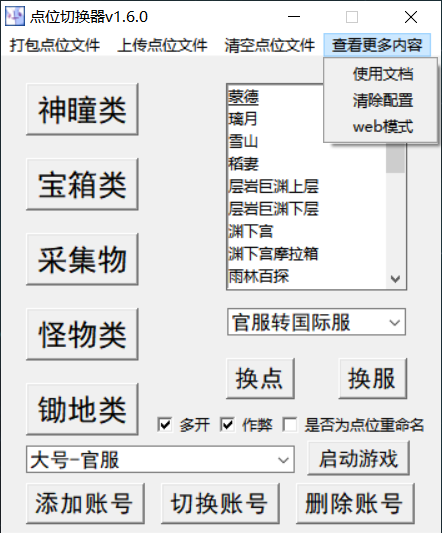 点位切换器v1.6.0
打包点位文件 上传点位文件 清空点位文件 查看更多内容
使用文档
清除配置
web模式
神瞳类
宝箱类
采集物
怪物类
锄地类
蒙德
璃月
雪山
稻妻
层岩巨渊上层
层岩巨渊下层
渊下宫
渊下宫摩拉箱
雨林百探
官服转国际服
换点 换服
多开 作弊 是否为点位重命名
大号-官服 启动游戏
添加账号 切换账号 删除账号